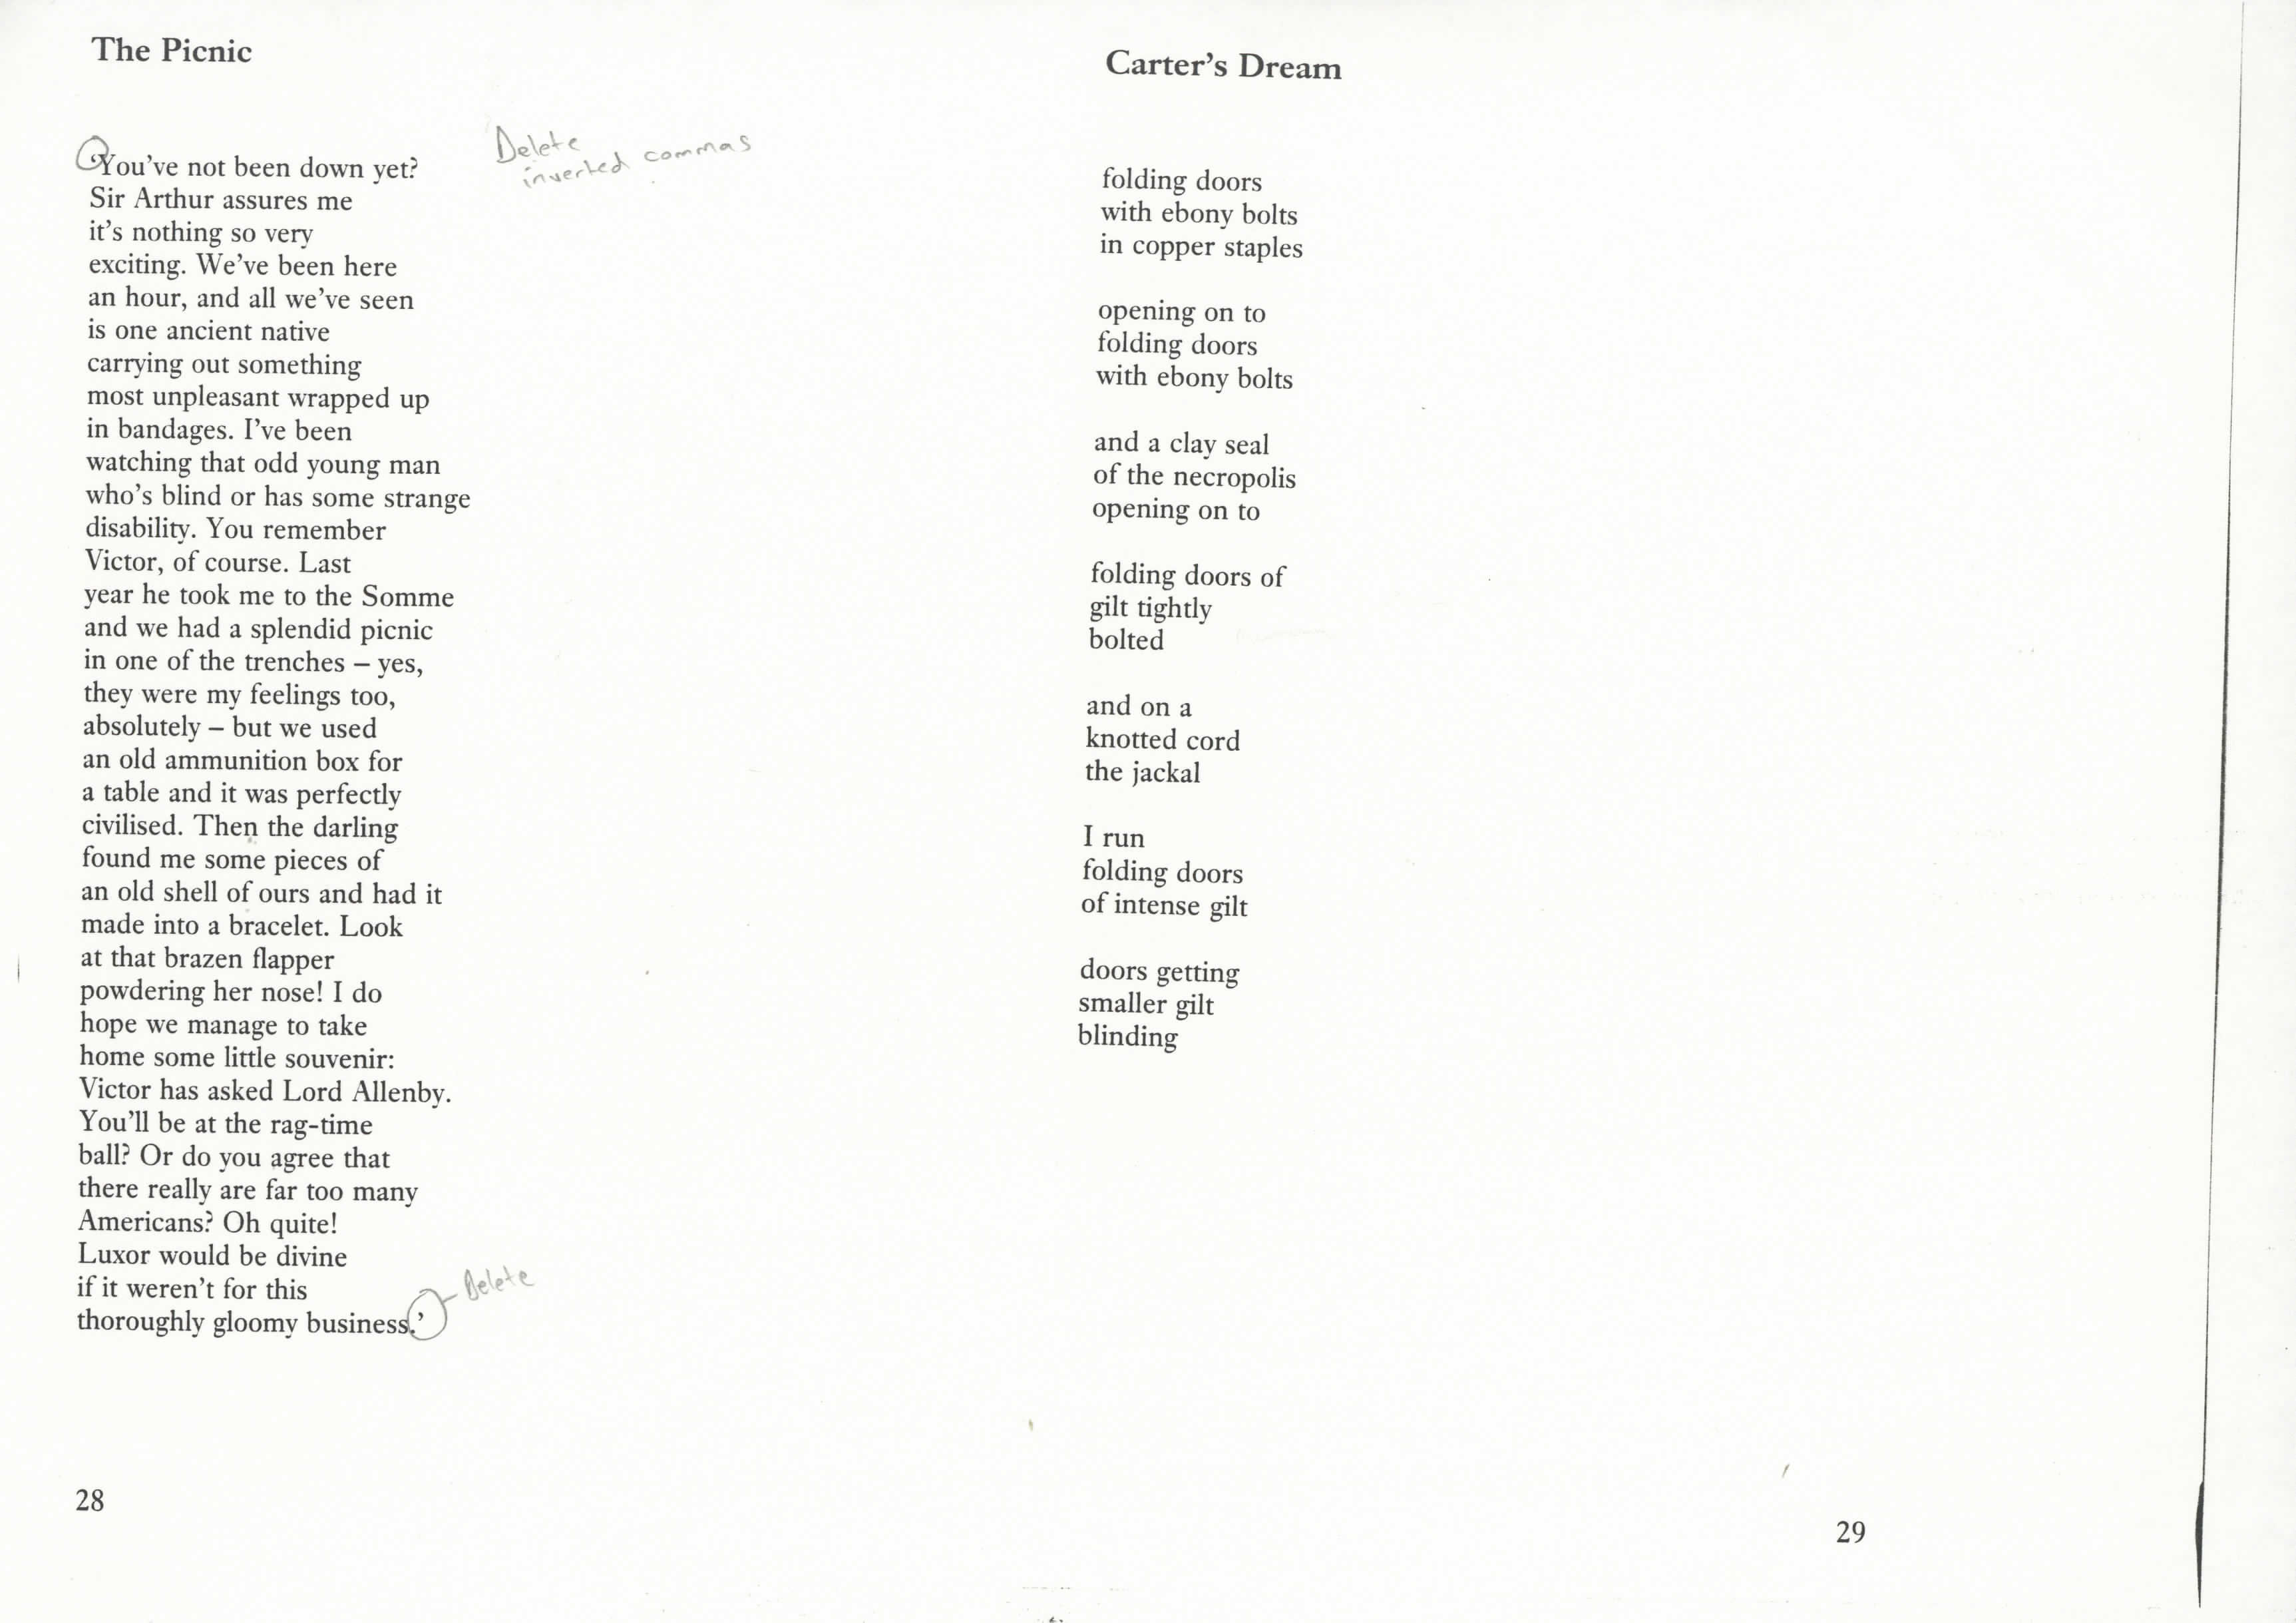 The Picnic
Delete
inverted commas
‘You've not been down yet?
Sir Arthur assures me
it's nothing so very
exciting. We've been here
an hour, and all we've seen
is one ancient native
carrying out something
most unpleasant wrapped up
in bandages. I've been
watching that odd young man
who's blind or has some strange
disability. You remember
Victor, of course. Last
year he took me to the Somme
and we had a splendid picnic
in one of the trenches – yes,
they were my feelings too,
absolutely – but we used
an old ammunition box for
a table and it was perfectly
civilised. Then the darling
found me some pieces of
an old shell of ours and had it
made into a bracelet. Look
at that brazen flapper
powdering her nose! I do
hope we manage to take
home some little souvenir:
Victor has asked Lord Allenby.
You'll be at the rag-time
ball? Or do you agree that
there really are far too many
Americans? Oh quite!
Luxor would be divine
if it weren't for this
thoroughly gloomy business.’
Delete
28
Carter's Dream
folding doors
with ebony bolts
in copper staples
opening on to
folding doors
with ebony bolts
and a clay seal
of the necropolis
opening on to
folding doors of
gilt tightly
bolted
and on a
knotted cord
the jackal
I run
folding doors
of intense gilt
doors getting
smaller gilt
blinding
29